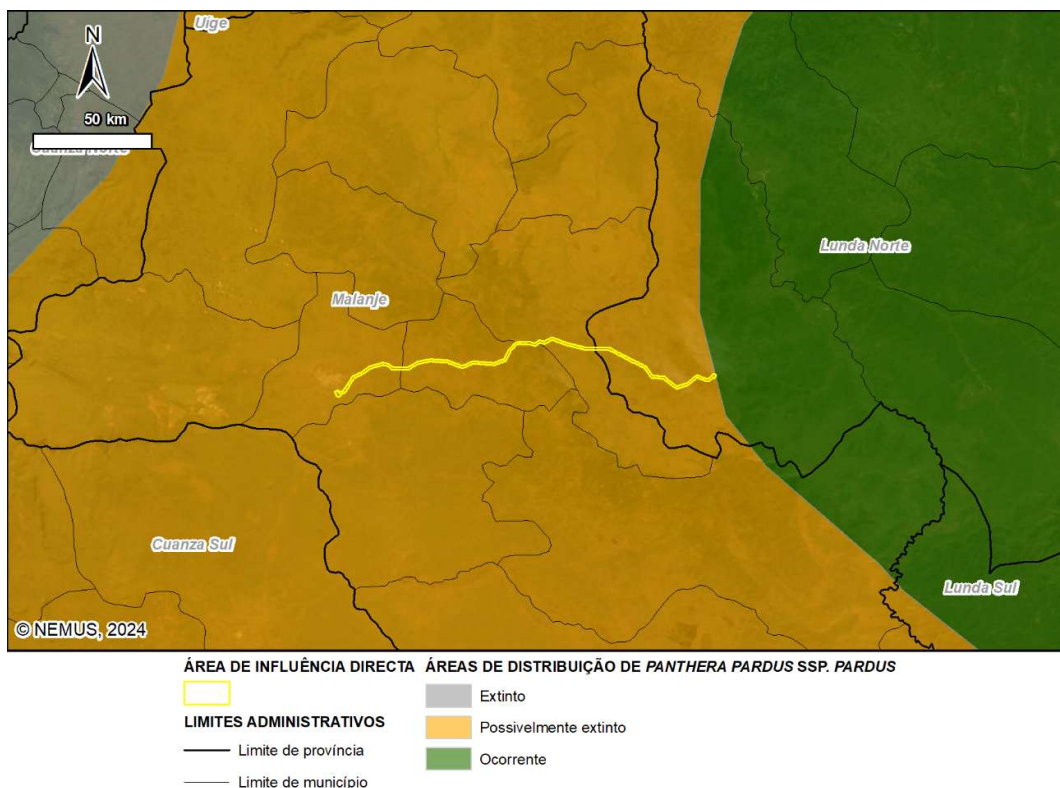 Uige
N
50 km
Cuanza Norte
Lunda Norte
Malanje
Cuanza Sul
Lunda Sul
© NEMUS, 2024
ÁREA DE INFLUÊNCIA DIRECTA ÁREAS DE DISTRIBUIÇÃO DE PANTHERA PARDUS SSP. PARDUS
Extinto
LIMITES ADMINISTRATIVOS
Possivelmente extinto
Limite de província
Ocorrente
Limite de município